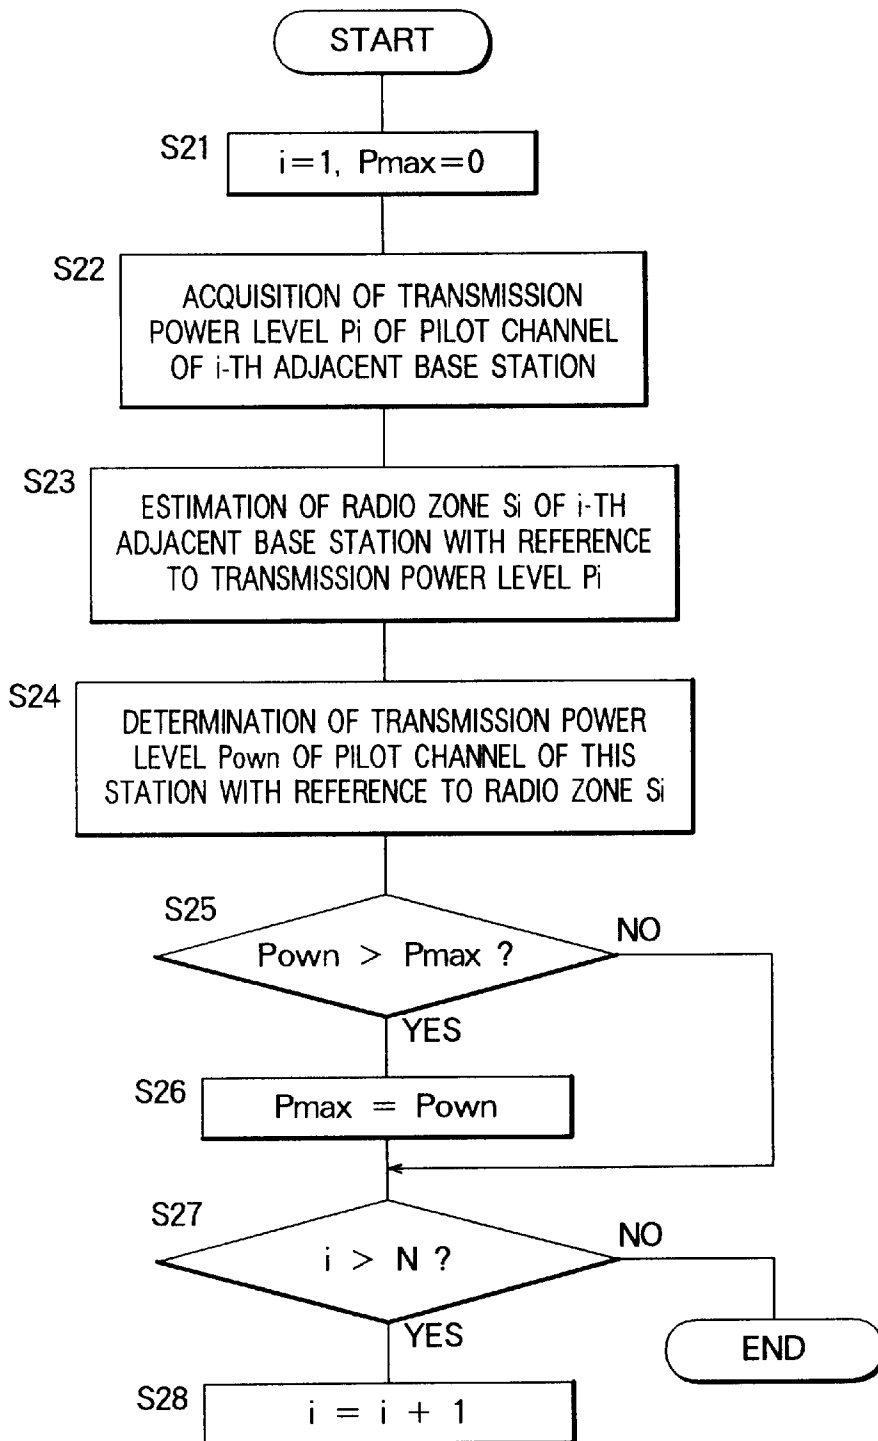 START
S21
i=1, Pmax=0
S22
ACQUISITION OF TRANSMISSION
POWER LEVEL Pi OF PILOT CHANNEL
OF i-TH ADJACENT BASE STATION
S23
ESTIMATION OF RADIO ZONE Si OF i-TH
ADJACENT BASE STATION WITH REFERENCE
TO TRANSMISSION POWER LEVEL Pi
S24
DETERMINATION OF TRANSMISSION POWER
LEVEL Pown OF PILOT CHANNEL OF THIS
STATION WITH REFERENCE TO RADIO ZONE Si
S25
Pown > Pmax ?
NO
YES
S26
Pmax = Pown
S27
i > N ?
NO
YES
END
S28
i = i + 1